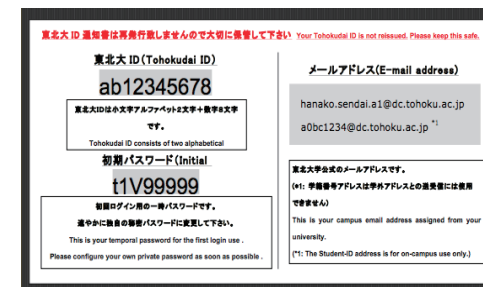 東北大 ID 通知書は再発行致しませんので大切に保管して下さい Your Tohokudai ID is not reissued. Please keep this safe.
東北大 ID（Tohokudai ID）
ab12345678
東北大IDは小文字アルファベット2文字＋数字8文字
です。
Tohokudai ID consists of two alphabetical
初期パスワード（Initial
t1V99999
初回ログイン用の一時パスワードです。
速やかに独自の秘密パスワードに変更して下さい。
This is your temporal password for the first login use .
Please configure your own private password as soon as possible .
メールアドレス(E-mail address)
hanako.sendai.a1@dc.tohoku.ac.jp
a0bc1234@dc.tohoku.ac.jp *1
東北大学公式のメールアドレスです。
(*1: 学籍番号アドレスは学外アドレスとの送受信には使用
できません)
This is your campus email address assigned from your
university.
(*1: The Student-ID address is for on-campus use only.)